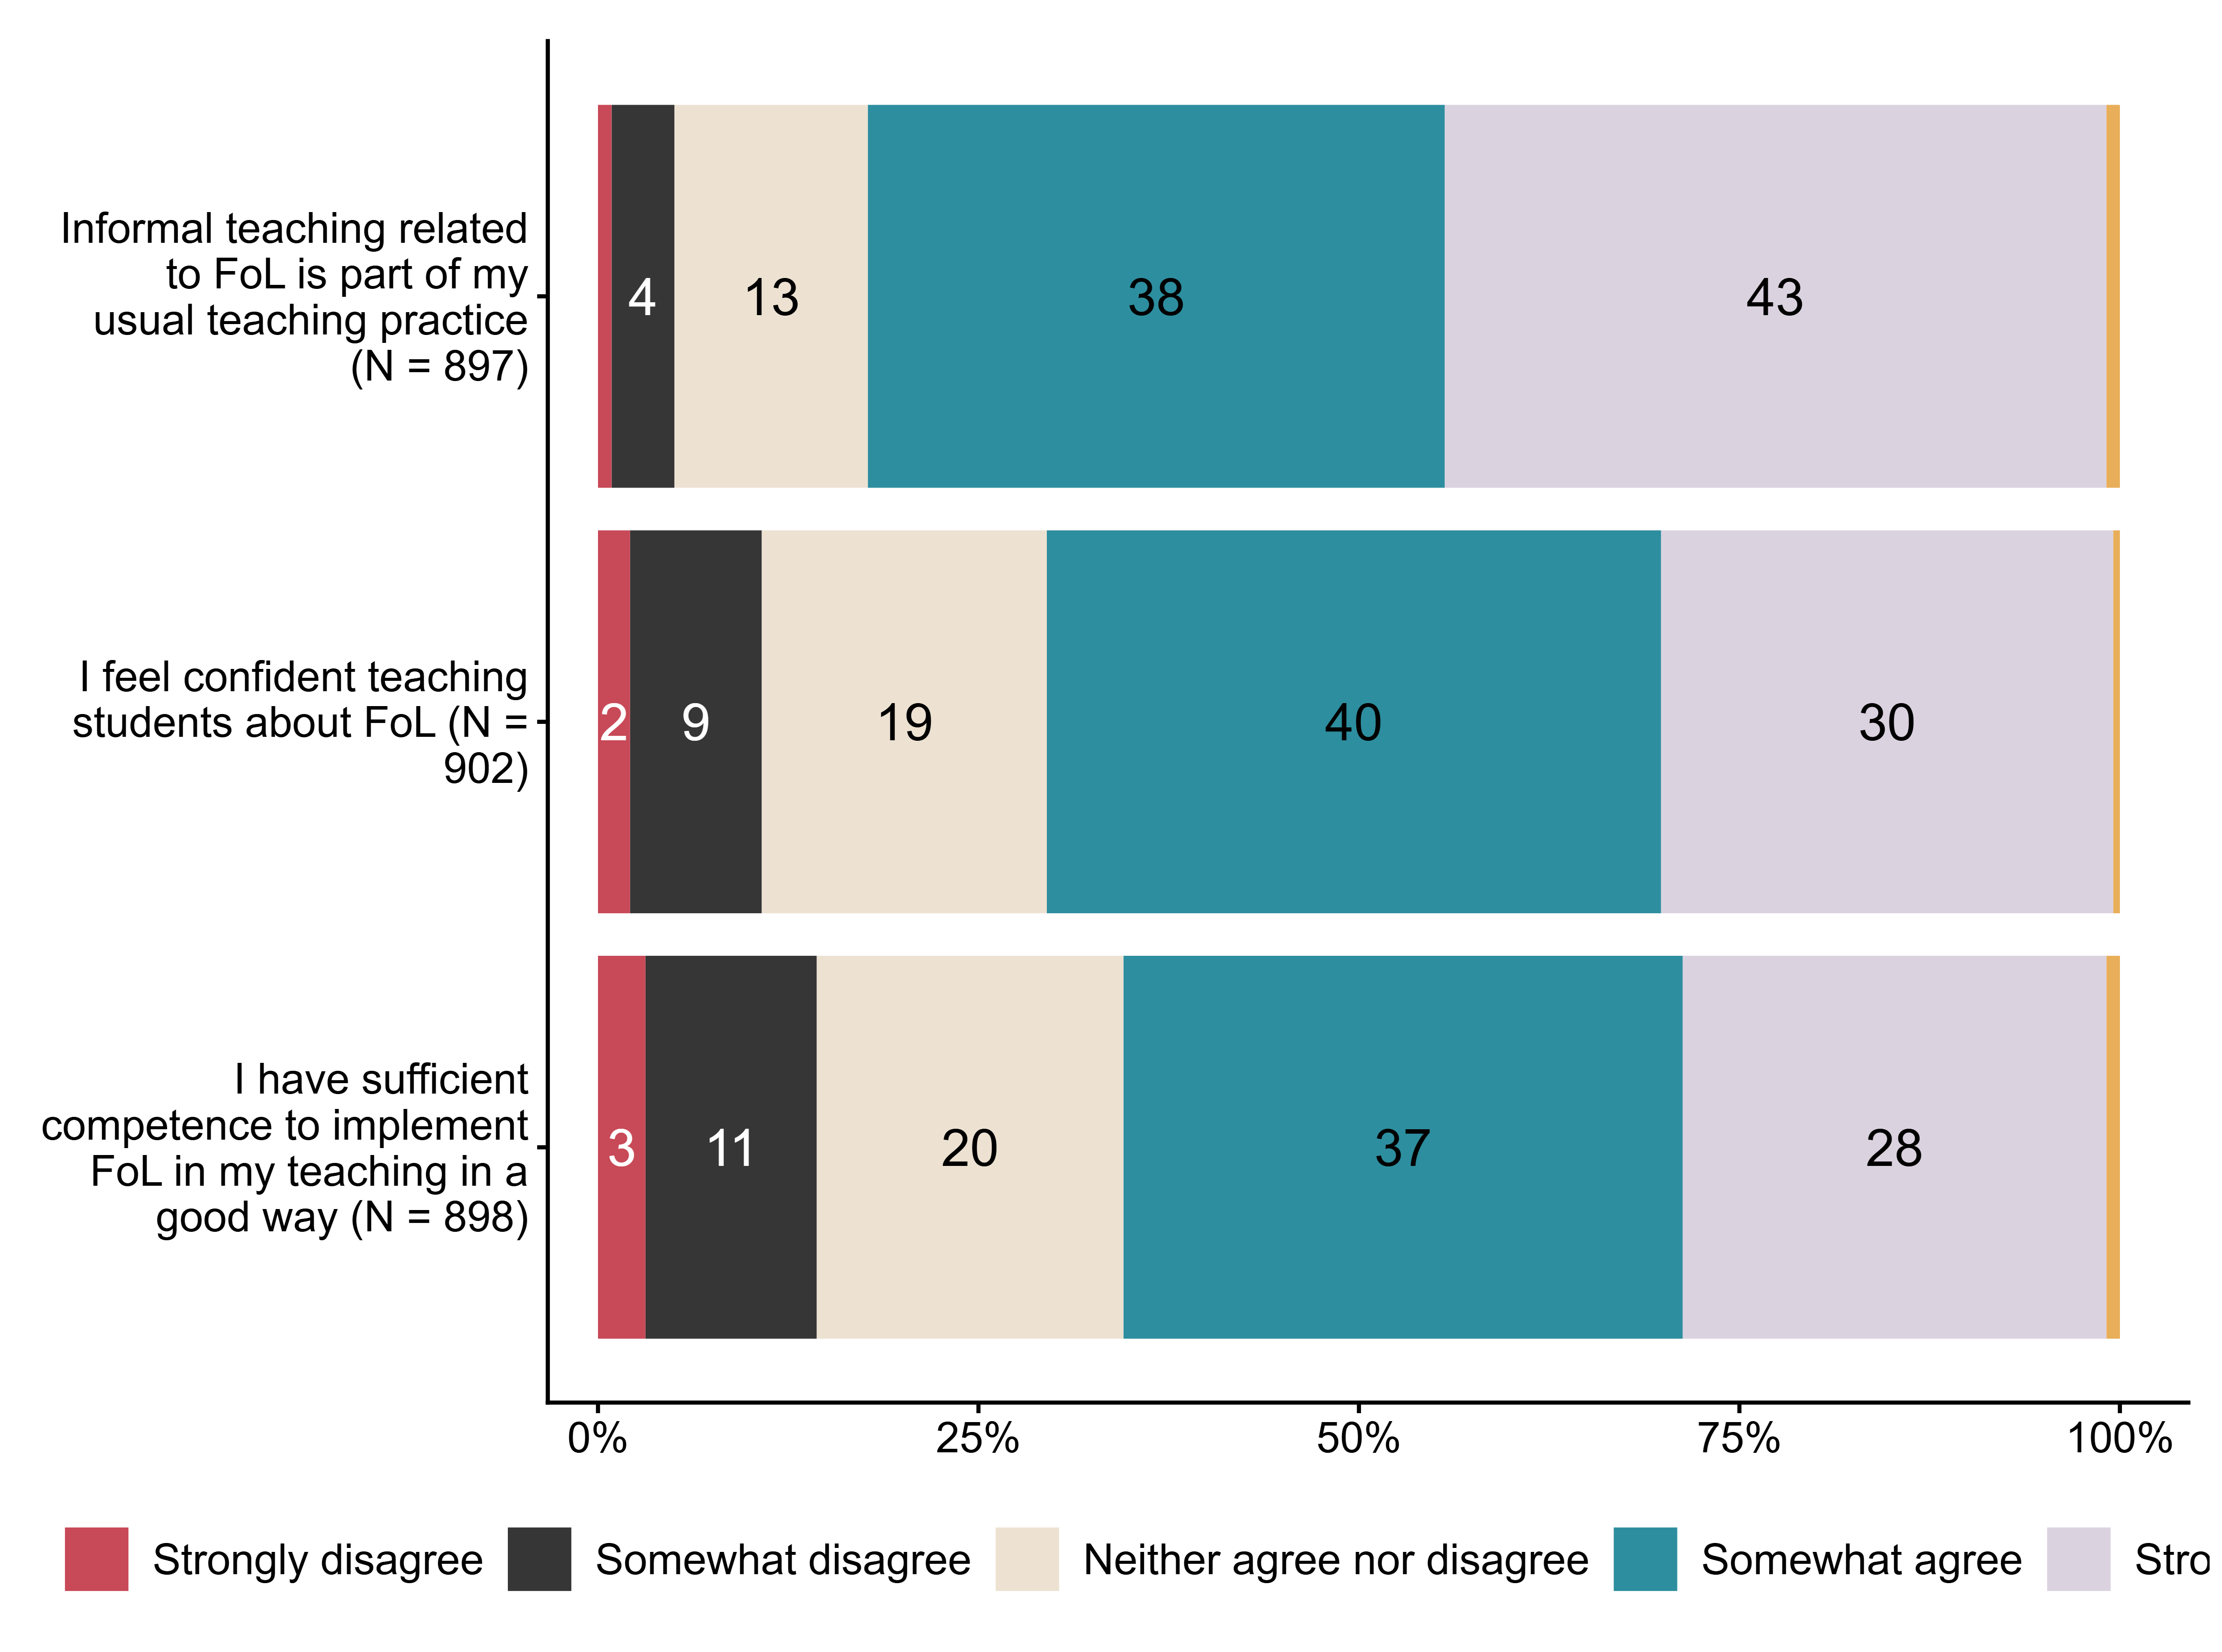 Informal teaching related
to FoL is part of my
usual teaching practice
(N = 897)
4
13
38
43
I feel confident teaching
students about FoL (N =
902)
2
9
19
40
30
I have sufficient
competence to implement
FoL in my teaching in a
good way (N = 898)
3
11
20
37
28
0%
25%
50%
75%
100%
Strongly disagree
Somewhat disagree
Neither agree nor disagree
Somewhat agree